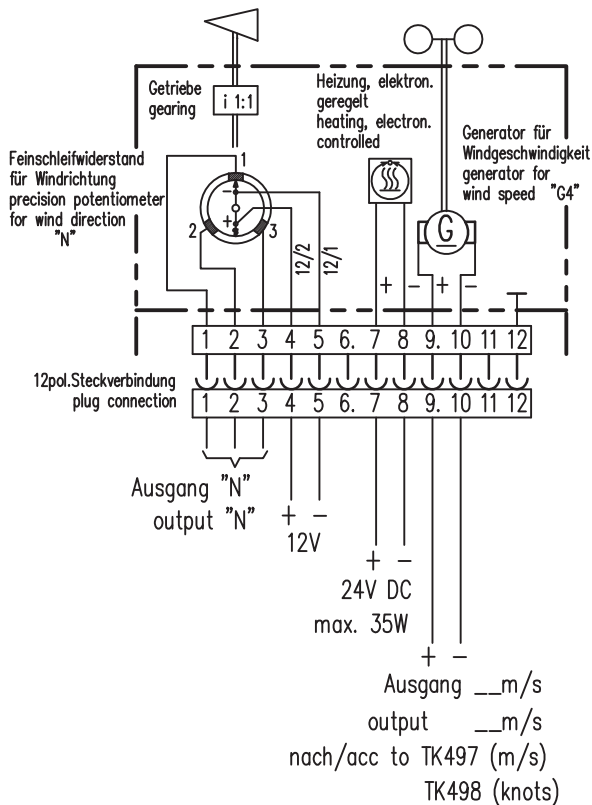 Getriebe
gearing
i 1:1
Heizung, elektron.
geregelt
heating, electron.
controlled
Generator für
Windgeschwindigkeit
generator for
wind speed "G4"
Feinschleifwiderstand
für Windrichtung
precision potentiometer
for wind direction
"N"
1
2
3
−
+
12/2
12/1
G
+ −
+ −
1 2 3 4 5 6. 7 8 9. 10 11 12
12pol.Steckverbindung
plug connection
1 2 3 4 5 6. 7 8 9. 10 11 12
Ausgang "N"
output "N"
+ −
12V
+ −
24V DC
max. 35W
+ −
Ausgang __m/s
output __m/s
nach/acc to TK497 (m/s)
TK498 (knots)